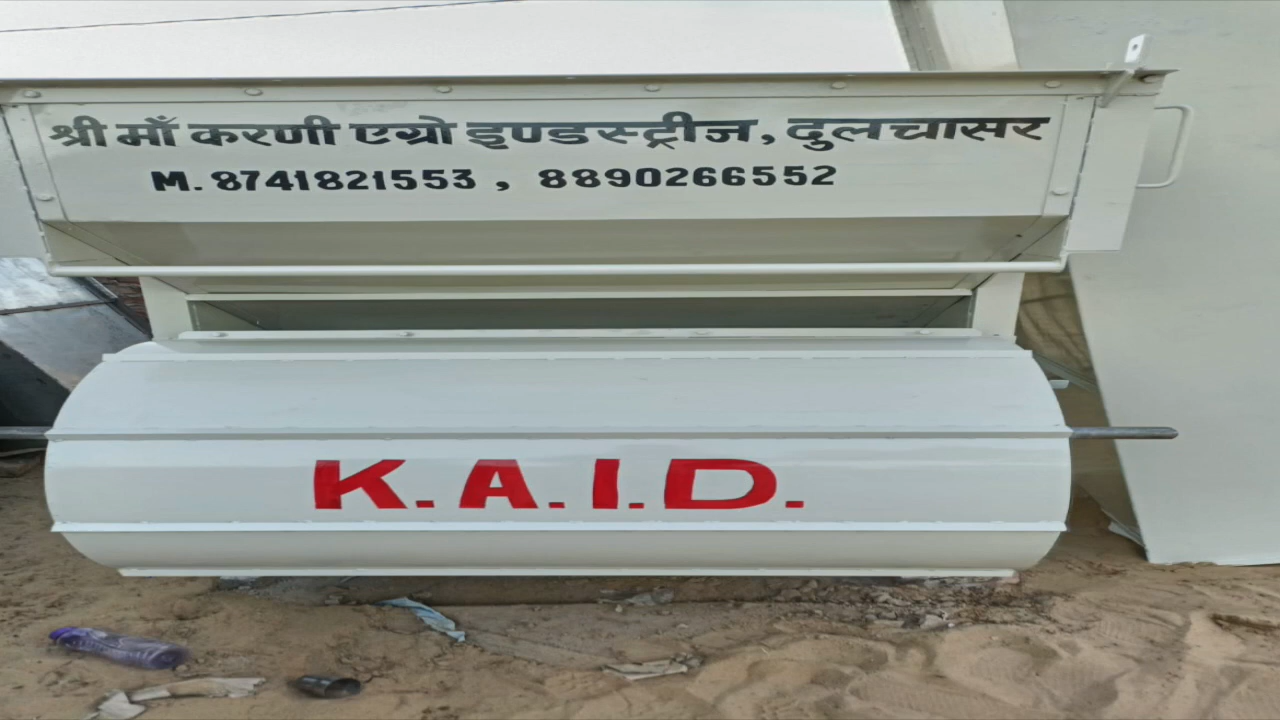 श्री माँ करणी एग्रो इण्डस्ट्रीज, दुलचासर
M. 8741821553 , 8890266552
K.A.I.D.